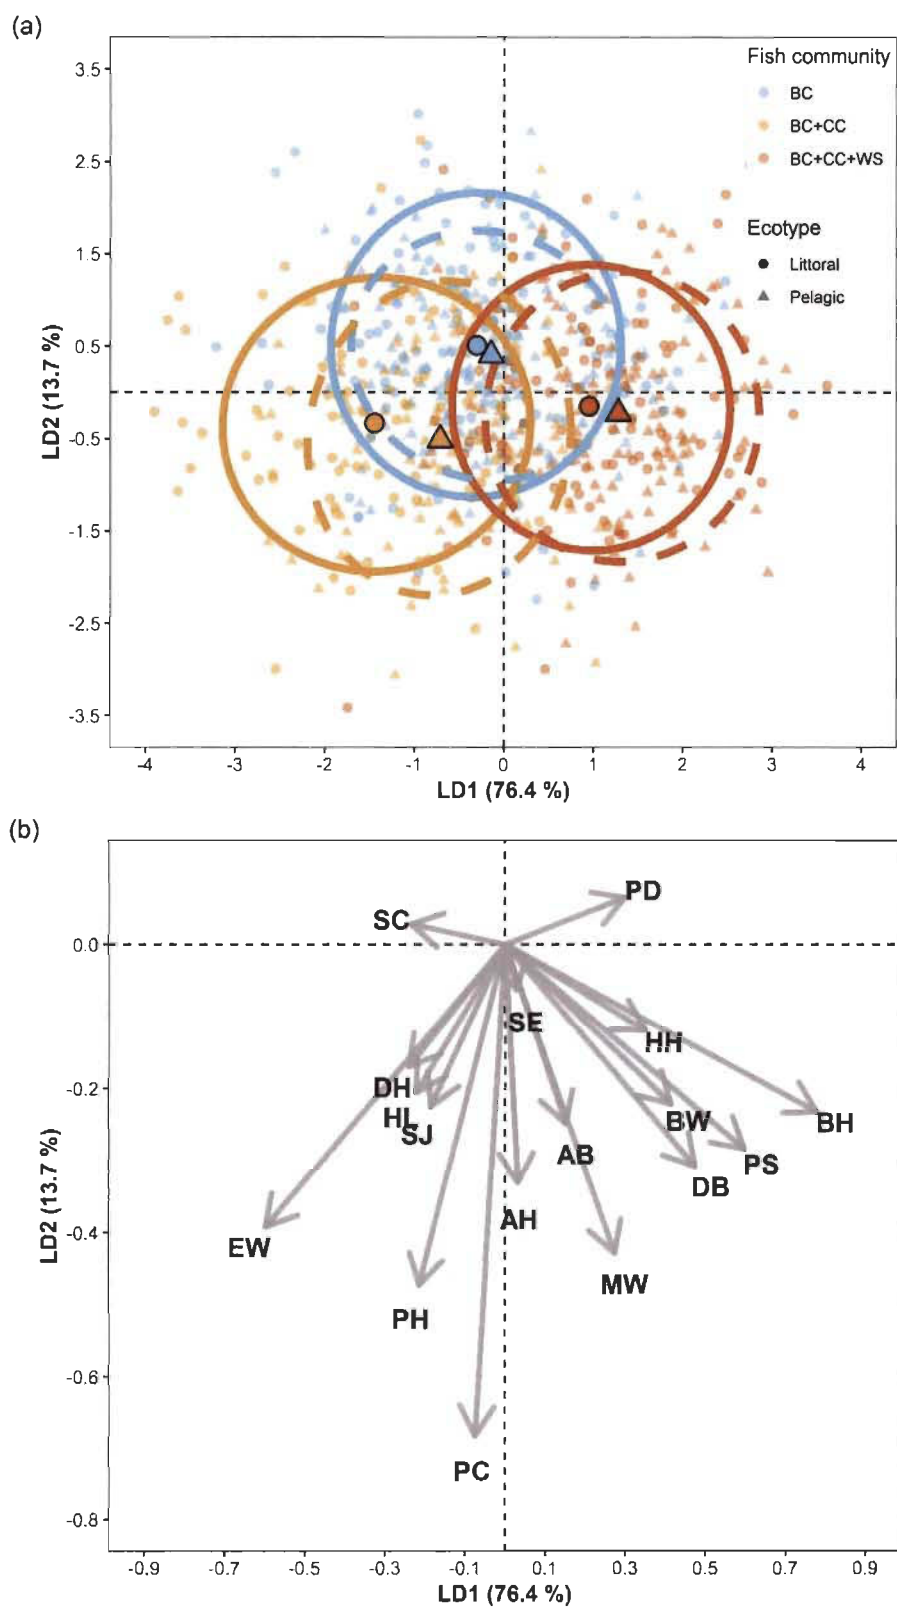 (a)
3.5
2.5
1.5
0.5
-0.5
-1.5
-2.5
-3.5
LD2 (13.7 %)
Fish community
BC
BC+CC
BC+CC+WS
Ecotype
Littoral
Pelagic
-4 -3 -2 -1 0 1 2 3 4
LD1 (76.4 %)
(b)
0.0
-0.2
-0.4
-0.6
-0.8
LD2 (13.7 %)
PD
SC
SE
HH
DH
HL
SJ
BW
BH
AB
PS
DB
AH
EW
MW
PH
PC
-0.9 -0.7 -0.5 -0.3 -0.1 0.1 0.3 0.5 0.7 0.9
LD1 (76.4 %)